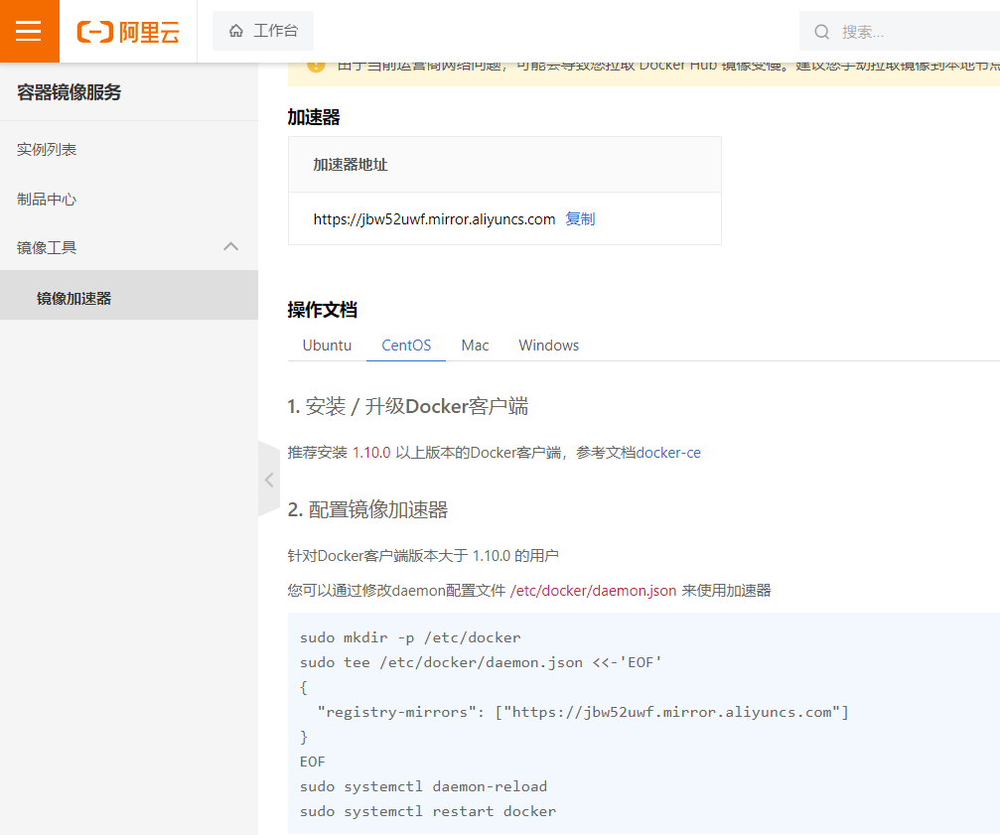 阿里云
工作台
搜索...
容器镜像服务
实例列表
制品中心
镜像工具
镜像加速器
由于当前运营商网络问题，可能会导致您拉取 Docker Hub 镜像变慢。建议您手动拉取镜像到本地节点
加速器
加速器地址
https://jbw52uwf.mirror.aliyuncs.com 复制
操作文档
Ubuntu CentOS Mac Windows
1. 安装 / 升级Docker客户端
推荐安装 1.10.0 以上版本的Docker客户端，参考文档docker-ce
2. 配置镜像加速器
针对Docker客户端版本大于 1.10.0 的用户
您可以通过修改daemon配置文件 /etc/docker/daemon.json 来使用加速器
sudo mkdir -p /etc/docker
sudo tee /etc/docker/daemon.json <<-'EOF'
{
  "registry-mirrors": ["https://jbw52uwf.mirror.aliyuncs.com"]
}
EOF
sudo systemctl daemon-reload
sudo systemctl restart docker